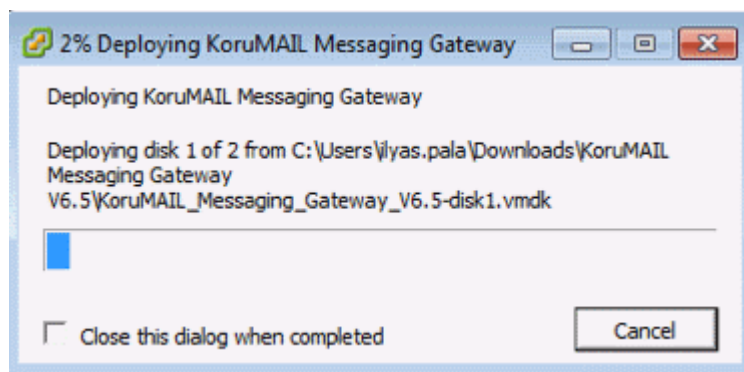 2% Deploying KoruMAIL Messaging Gateway
Deploying KoruMAIL Messaging Gateway
Deploying disk 1 of 2 from C:\Users\ilyas.pala\Downloads\KoruMAIL
Messaging Gateway
V6.5\KoruMAIL_Messaging_Gateway_V6.5-disk1.vmdk
Close this dialog when completed
Cancel